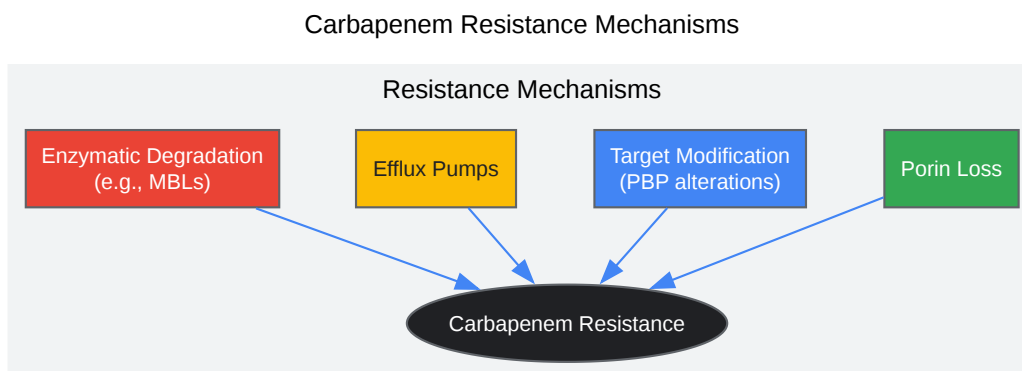 Carbapenem Resistance Mechanisms
Resistance Mechanisms
Enzymatic Degradation
(e.g., MBLs)
Efflux Pumps
Target Modification
(PBP alterations)
Porin Loss
Carbapenem Resistance